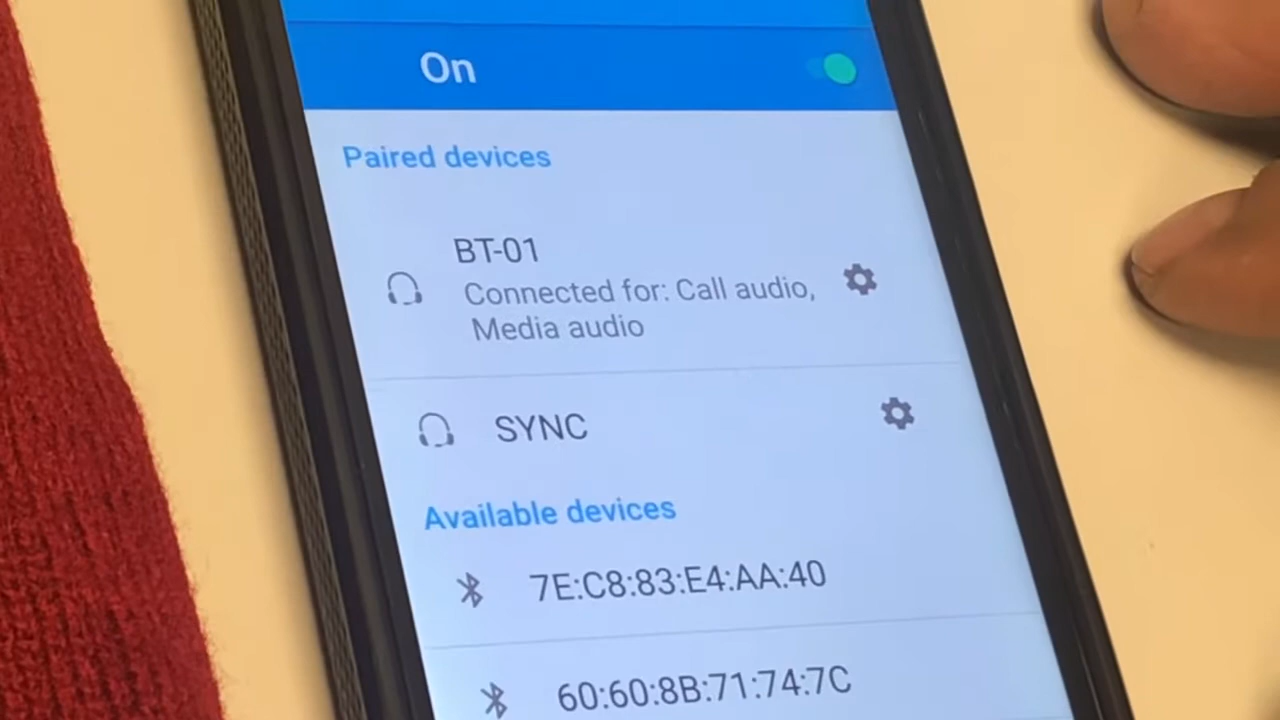 On
Paired devices
BT-01
Connected for: Call audio,
Media audio
SYNC
Available devices
7E:C8:83:E4:AA:40
60:60:8B:71:74:7C